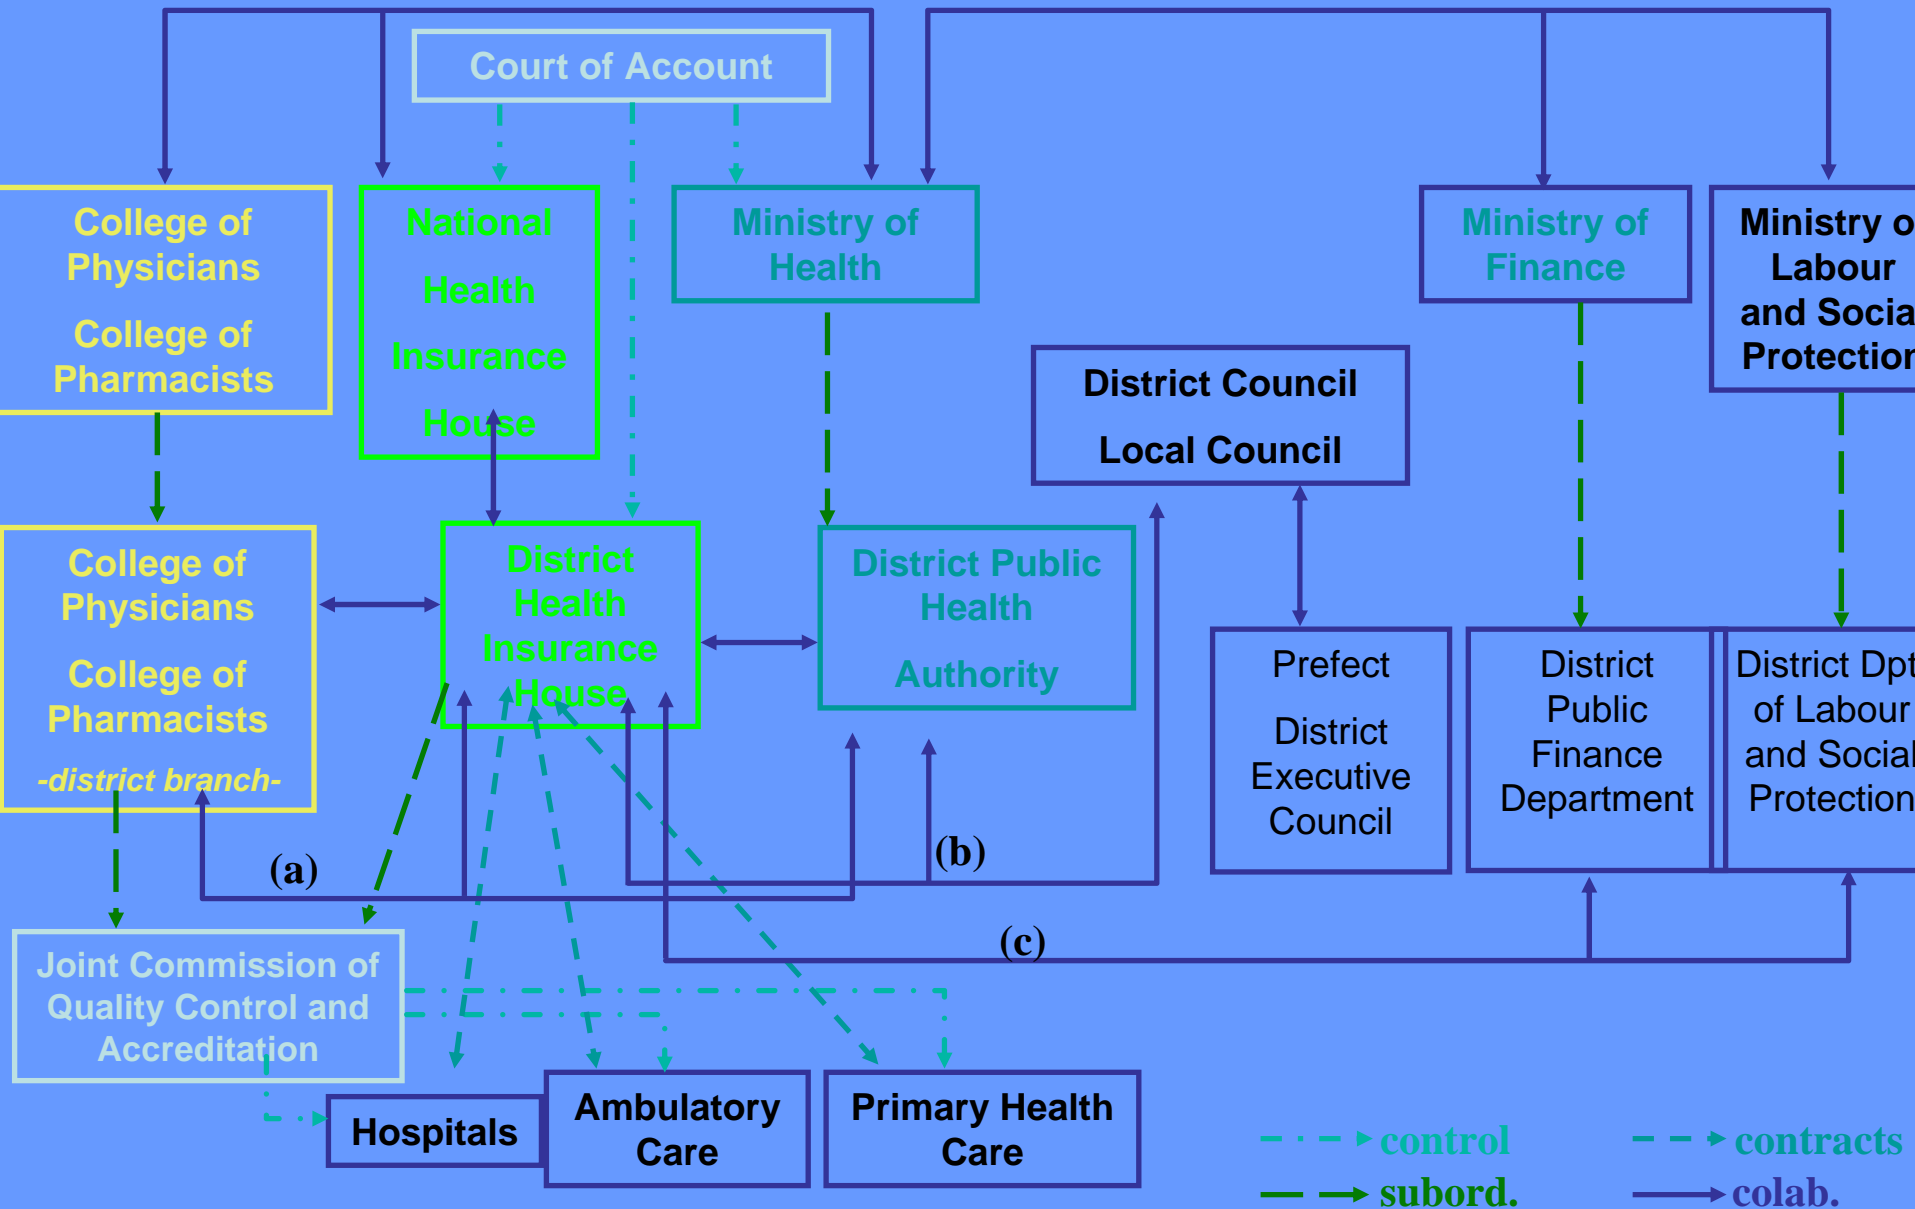 Court of Account
College of
Physicians
College of
Pharmacists
National
Health
Insurance
House
Ministry of
Health
Ministry of
Finance
Ministry o
Labour
and Socia
Protection
District Council
Local Council
College of
Physicians
College of
Pharmacists
-district branch-
District
Health
Insurance
House
District Public
Health
Authority
Prefect
District
Executive
Council
District
Public
Finance
Department
District Dpt
of Labour
and Social
Protection
(a)
(b)
(c)
Joint Commission of
Quality Control and
Accreditation
Hospitals
Ambulatory
Care
Primary Health
Care
control
contracts
subord.
colab.